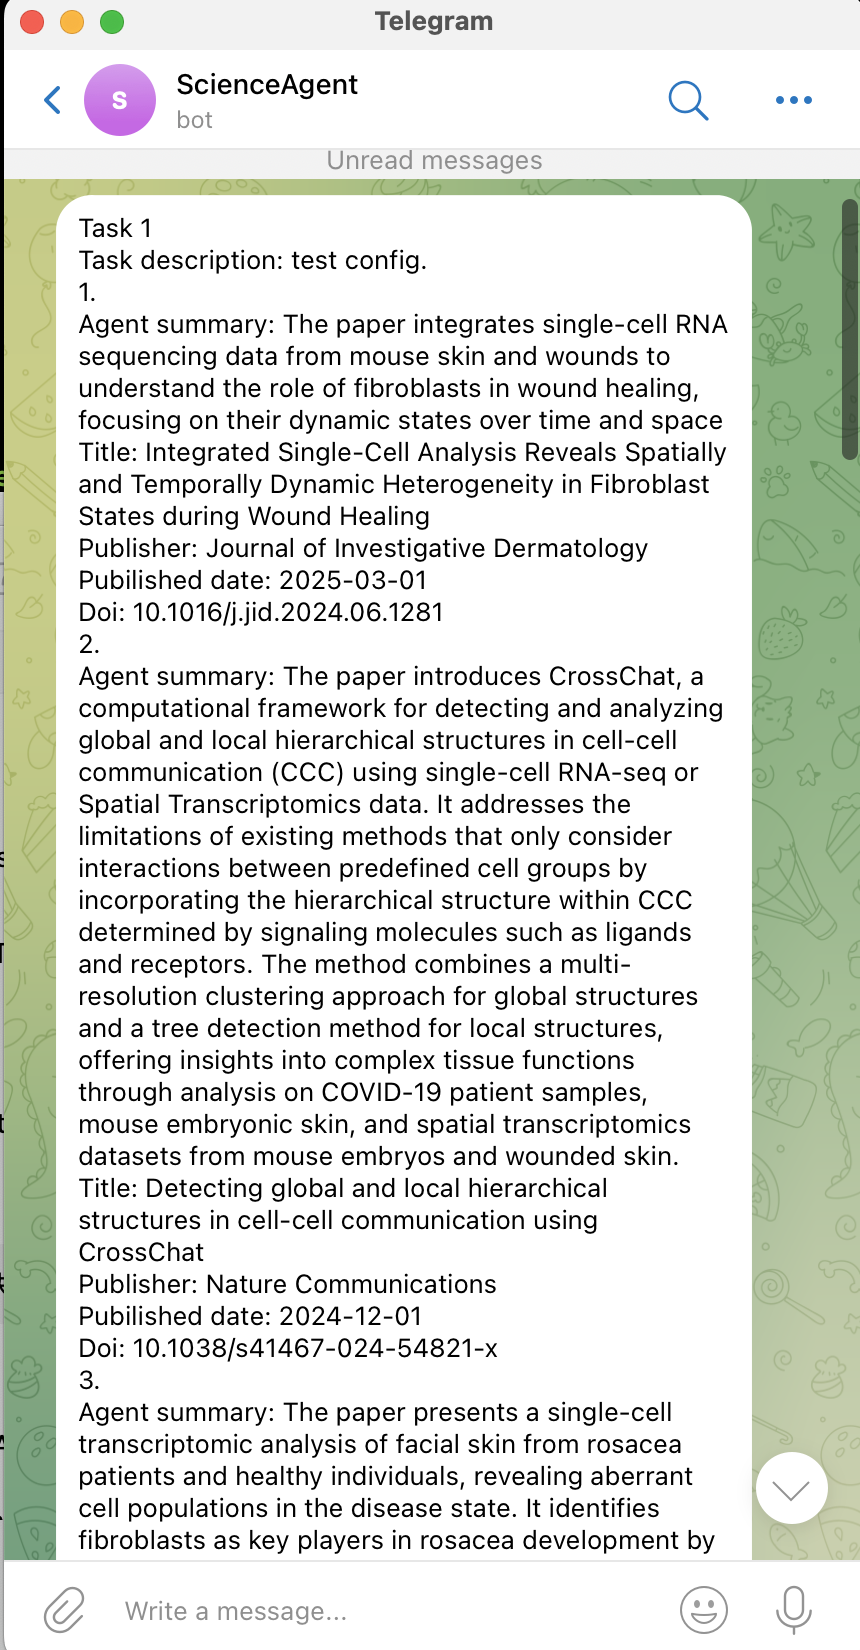 Telegram
S
ScienceAgent
bot
Unread messages
Task 1
Task description: test config.
1.
Agent summary: The paper integrates single-cell RNA
sequencing data from mouse skin and wounds to
understand the role of fibroblasts in wound healing,
focusing on their dynamic states over time and space
Title: Integrated Single-Cell Analysis Reveals Spatially
and Temporally Dynamic Heterogeneity in Fibroblast
States during Wound Healing
Publisher: Journal of Investigative Dermatology
Pubilished date: 2025-03-01
Doi: 10.1016/j.jid.2024.06.1281
2.
Agent summary: The paper introduces CrossChat, a
computational framework for detecting and analyzing
global and local hierarchical structures in cell-cell
communication (CCC) using single-cell RNA-seq or
Spatial Transcriptomics data. It addresses the
limitations of existing methods that only consider
interactions between predefined cell groups by
incorporating the hierarchical structure within CCC
determined by signaling molecules such as ligands
and receptors. The method combines a multi-
resolution clustering approach for global structures
and a tree detection method for local structures,
offering insights into complex tissue functions
through analysis on COVID-19 patient samples,
mouse embryonic skin, and spatial transcriptomics
datasets from mouse embryos and wounded skin.
Title: Detecting global and local hierarchical
structures in cell-cell communication using
CrossChat
Publisher: Nature Communications
Pubilished date: 2024-12-01
Doi: 10.1038/s41467-024-54821-x
3.
Agent summary: The paper presents a single-cell
transcriptomic analysis of facial skin from rosacea
patients and healthy individuals, revealing aberrant
cell populations in the disease state. It identifies
fibroblasts as key players in rosacea development by
Write a message...